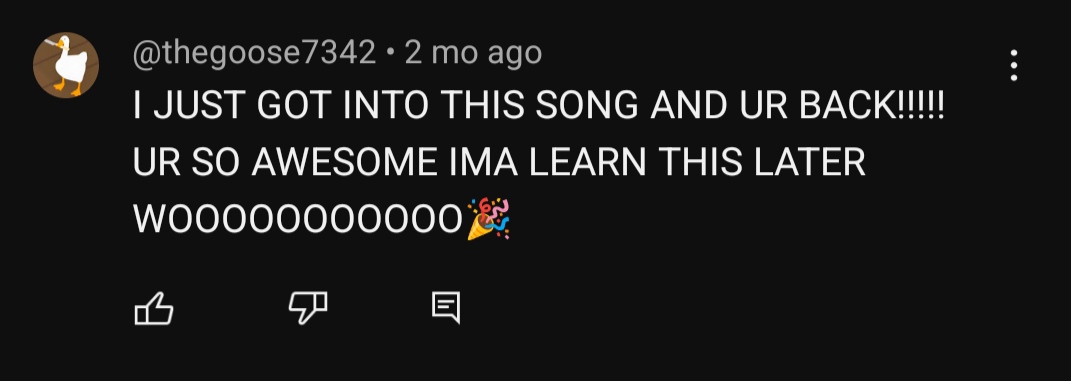 @thegoose7342 • 2 mo ago
I JUST GOT INTO THIS SONG AND UR BACK!!!!!
UR SO AWESOME IMA LEARN THIS LATER
WOOOOOOOOOOO🎉